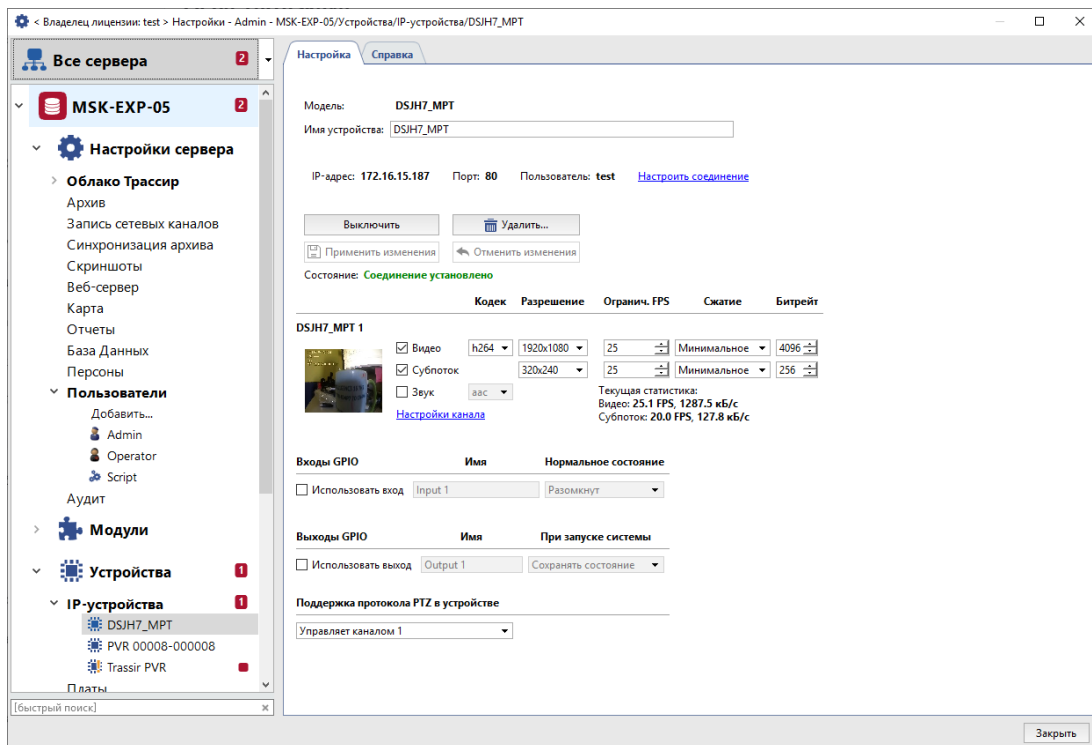 < Владелец лицензии: test > Настройки - Admin - MSK-EXP-05/Устройства/IP-устройства/DSJH7_MPT
Все сервера 2
MSK-EXP-05 2
Настройки сервера
Облако Трассир
Архив
Запись сетевых каналов
Синхронизация архива
Скриншоты
Веб-сервер
Карта
Отчеты
База Данных
Персоны
Пользователи
Добавить...
Admin
Operator
Script
Аудит
Модули
Устройства 1
IP-устройства 1
DSJH7_MPT
PVR 00008-000008
Trassir PVR
Платы
[быстрый поиск]
Настройка Справка
Модель: DSJH7_MPT
Имя устройства: DSJH7_MPT
IP-адрес: 172.16.15.187 Порт: 80 Пользователь: test Настроить соединение
Выключить Удалить...
Применить изменения Отменить изменения
Состояние: Соединение установлено
Кодек Разрешение Огранич. FPS Сжатие Битрейт
DSJH7_MPT 1
Видео h264 1920x1080 25 Минимальное 4096
Субпоток 320x240 25 Минимальное 256
Звук aac Текущая статистика:
Видео: 25.1 FPS, 1287.5 кБ/с
Настройки канала Субпоток: 20.0 FPS, 127.8 кБ/с
Входы GPIO Имя Нормальное состояние
Использовать вход Input 1 Разомкнут
Выходы GPIO Имя При запуске системы
Использовать выход Output 1 Сохранять состояние
Поддержка протокола PTZ в устройстве
Управляет каналом 1
Закрыть